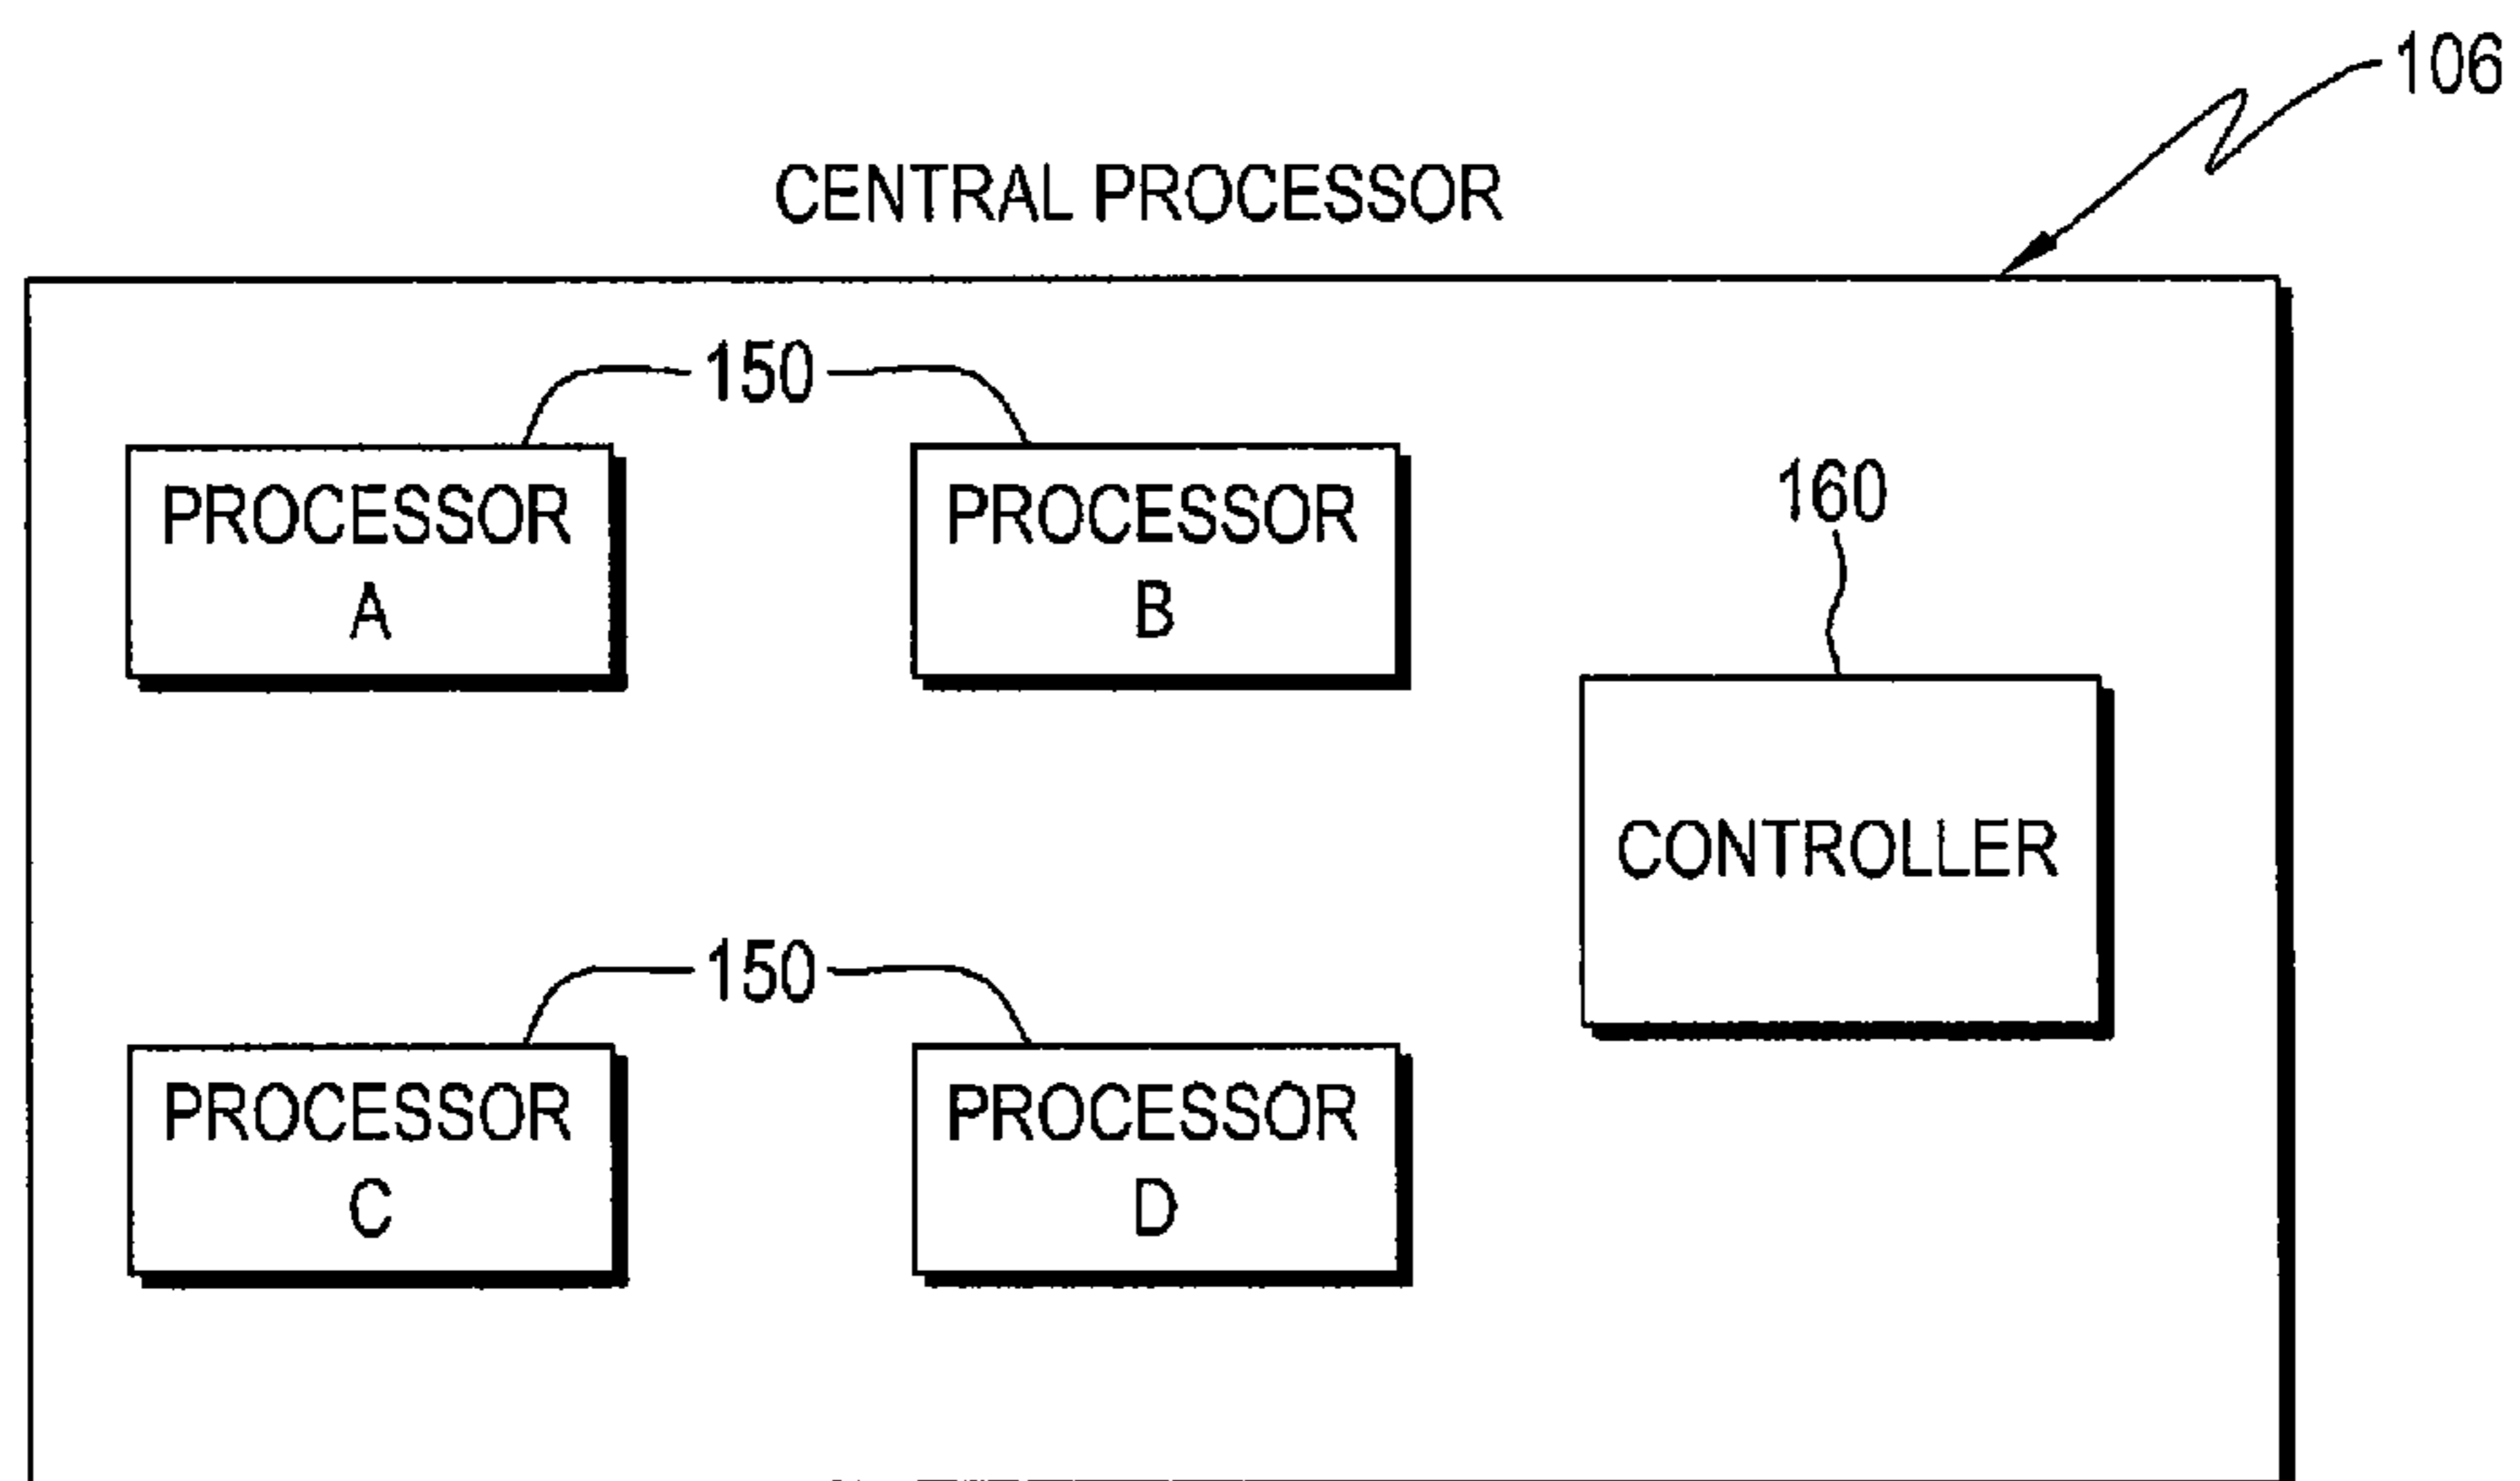 106
CENTRAL PROCESSOR
150
PROCESSOR
A
PROCESSOR
B
160
CONTROLLER
150
PROCESSOR
C
PROCESSOR
D